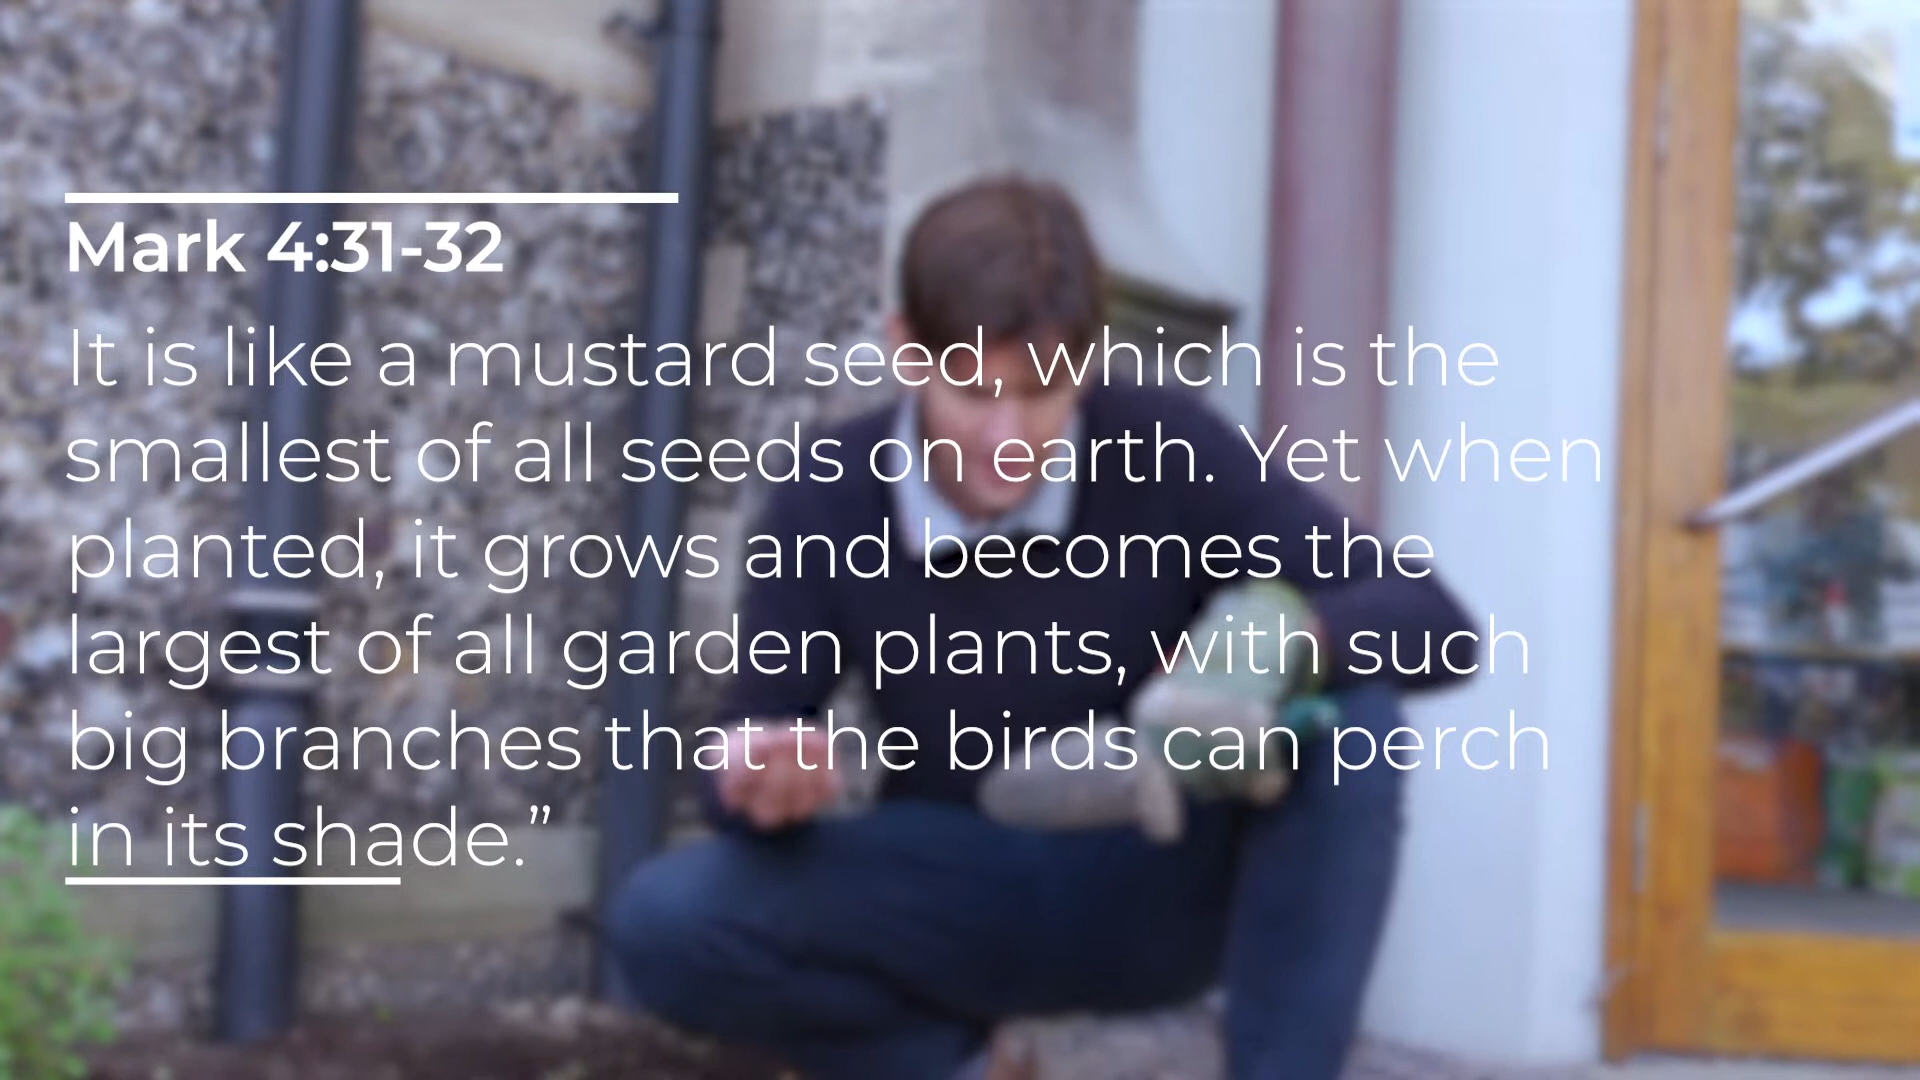 Mark 4:31-32
It is like a mustard seed, which is the
smallest of all seeds on earth. Yet when
planted, it grows and becomes the
largest of all garden plants, with such
big branches that the birds can perch
in its shade.”